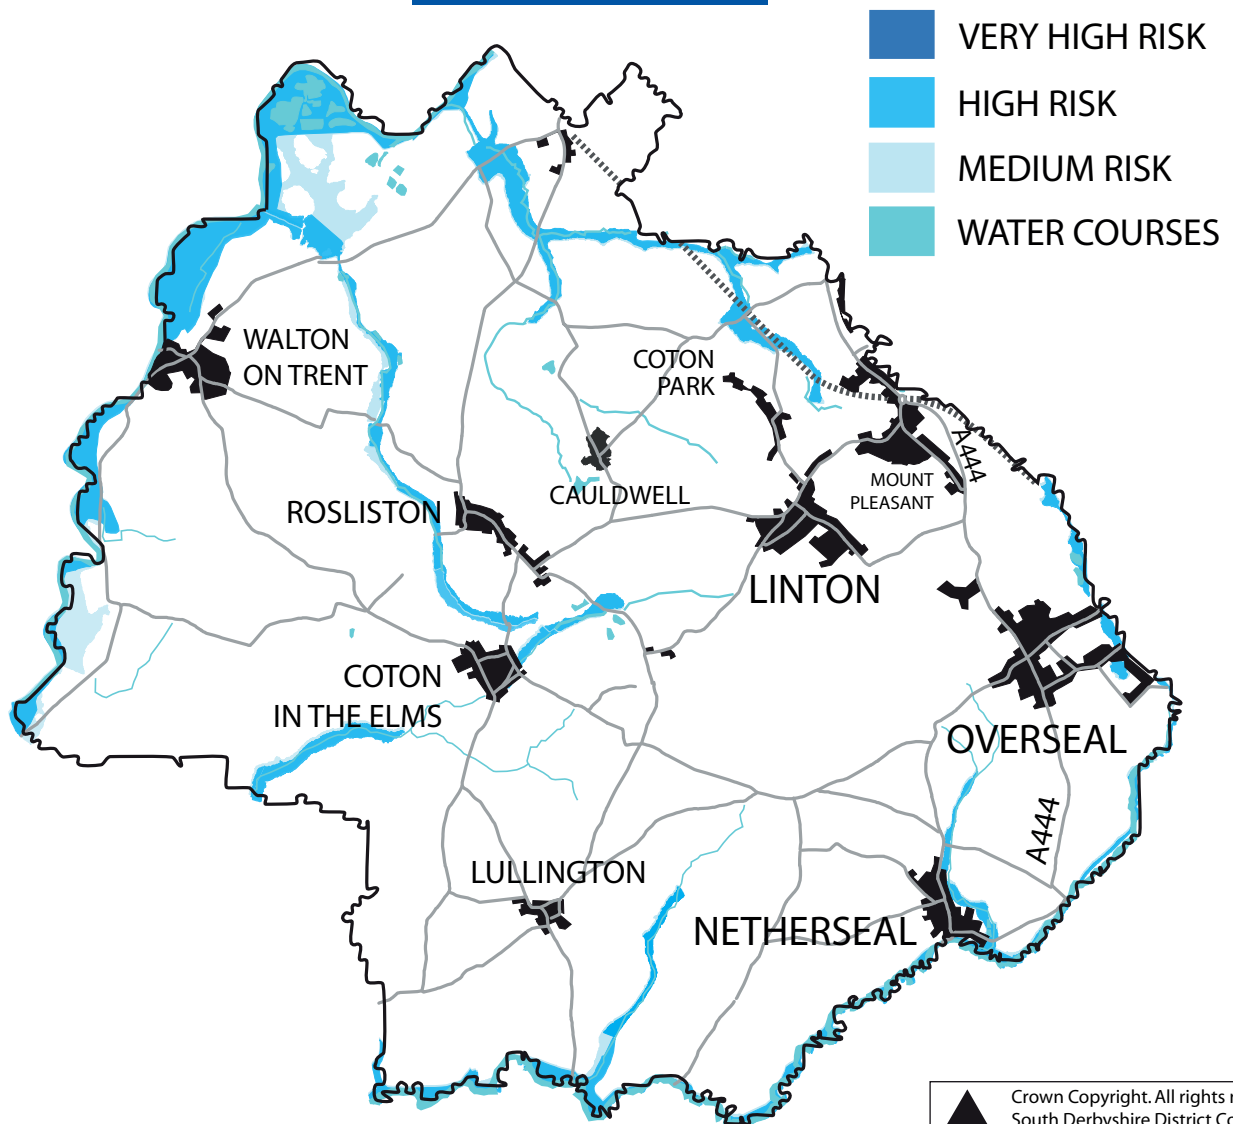 VERY HIGH RISK
HIGH RISK
MEDIUM RISK
WATER COURSES
WALTON
ON TRENT
COTON
PARK
A444
MOUNT
PLEASANT
CAULDWELL
ROSLISTON
LINTON
COTON
IN THE ELMS
OVERSEAL
A444
LULLINGTON
NETHERSEAL
Crown Copyright. All rights
South Derbyshire District